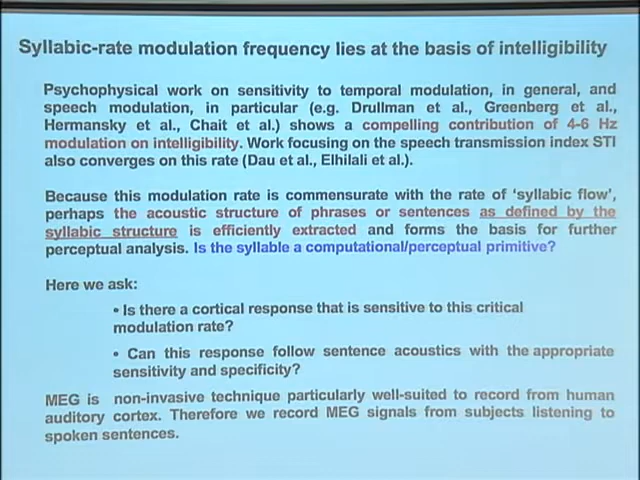 Syllabic-rate modulation frequency lies at the basis of intelligibility
Psychophysical work on sensitivity to temporal modulation, in general, and
speech modulation, in particular (e.g. Drullman et al., Greenberg et al.,
Hermansky et al., Chait et al.) shows a compelling contribution of 4-6 Hz
modulation on intelligibility. Work focusing on the speech transmission index STI
also converges on this rate (Dau et al., Elhilali et al.).
Because this modulation rate is commensurate with the rate of ‘syllabic flow’,
perhaps the acoustic structure of phrases or sentences as defined by the
syllabic structure is efficiently extracted and forms the basis for further
perceptual analysis. Is the syllable a computational/perceptual primitive?
Here we ask:
• Is there a cortical response that is sensitive to this critical
modulation rate?
• Can this response follow sentence acoustics with the appropriate
sensitivity and specificity?
MEG is non-invasive technique particularly well-suited to record from human
auditory cortex. Therefore we record MEG signals from subjects listening to
spoken sentences.